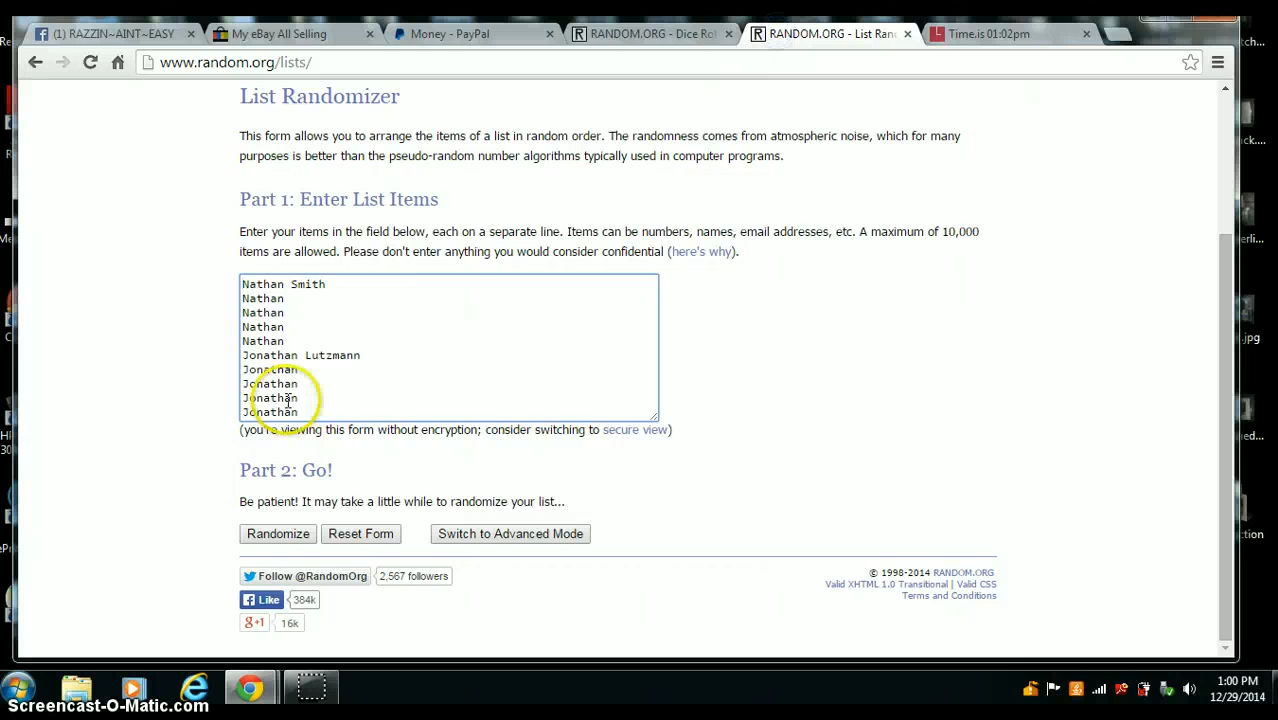 (1) RAZZIN~AINT~EASY
My eBay All Selling
Money - PayPal
RANDOM.ORG - Dice Rol
RANDOM.ORG - List Ran
Time.is 01:02pm
www.random.org/lists/
List Randomizer
This form allows you to arrange the items of a list in random order. The randomness comes from atmospheric noise, which for many
purposes is better than the pseudo-random number algorithms typically used in computer programs.
Part 1: Enter List Items
Enter your items in the field below, each on a separate line. Items can be numbers, names, email addresses, etc. A maximum of 10,000
items are allowed. Please don't enter anything you would consider confidential (here's why).
Nathan Smith
Nathan
Nathan
Nathan
Nathan
Jonathan Lutzmann
Jonathan
Jonathan
Jonathan
Jonathan
(you're viewing this form without encryption; consider switching to secure view)
Part 2: Go!
Be patient! It may take a little while to randomize your list...
Randomize
Reset Form
Switch to Advanced Mode
Follow @RandomOrg
2,567 followers
Like
384k
g+1
16k
© 1998-2014 RANDOM.ORG
Valid XHTML 1.0 Transitional | Valid CSS
Terms and Conditions
1:00 PM
12/29/2014
Screencast-O-Matic.com